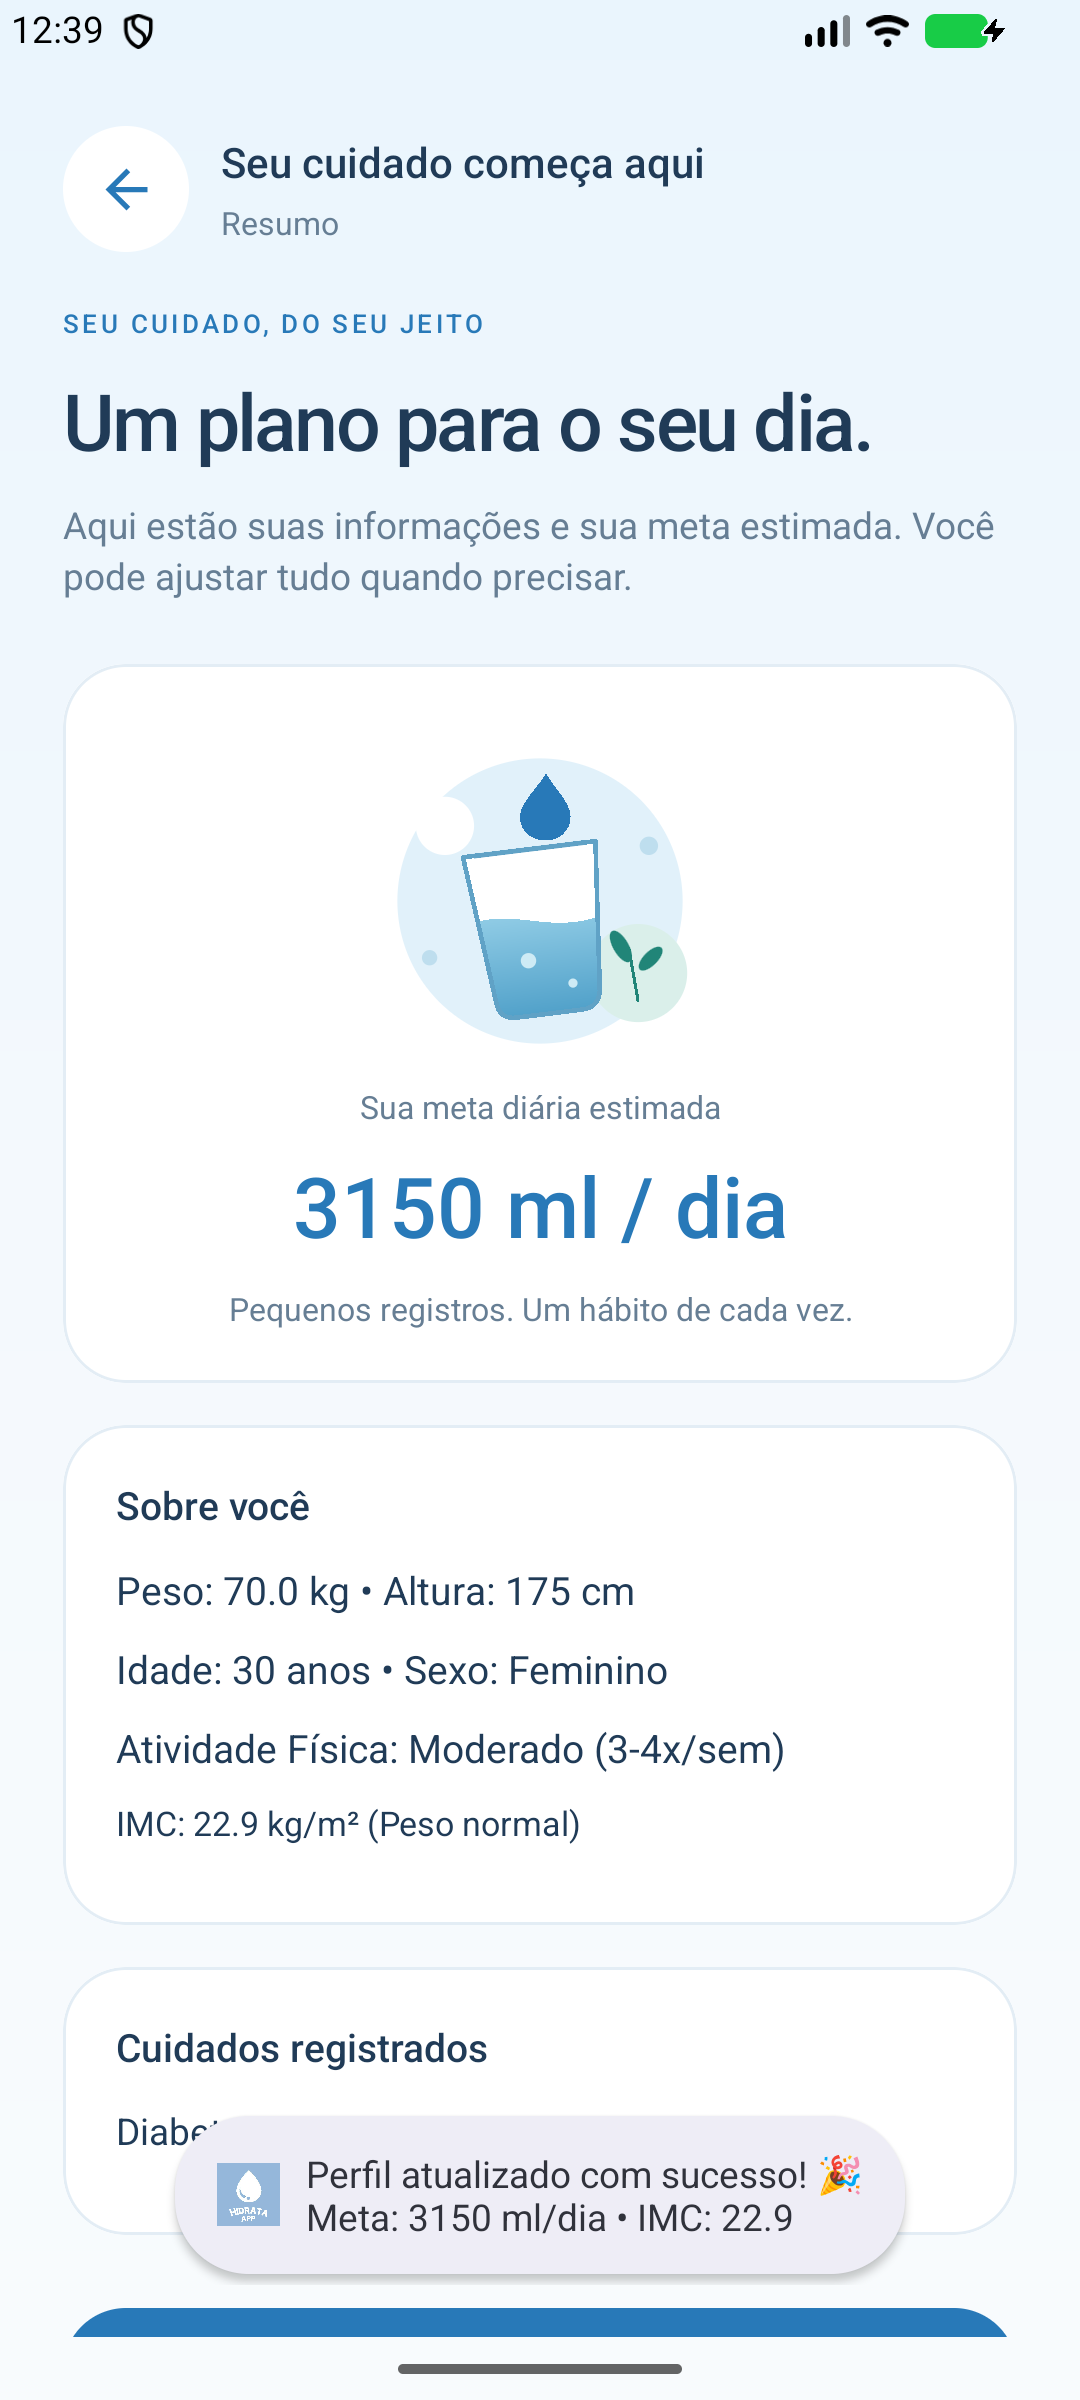 12:39
Seu cuidado começa aqui
Resumo
SEU CUIDADO, DO SEU JEITO
Um plano para o seu dia.
Aqui estão suas informações e sua meta estimada. Você
pode ajustar tudo quando precisar.
Sua meta diária estimada
3150 ml / dia
Pequenos registros. Um hábito de cada vez.
Sobre você
Peso: 70.0 kg • Altura: 175 cm
Idade: 30 anos • Sexo: Feminino
Atividade Física: Moderado (3-4x/sem)
IMC: 22.9 kg/m² (Peso normal)
Cuidados registrados
HIDRATA
APP
Perfil atualizado com sucesso! 🎉
Meta: 3150 ml/dia • IMC: 22.9